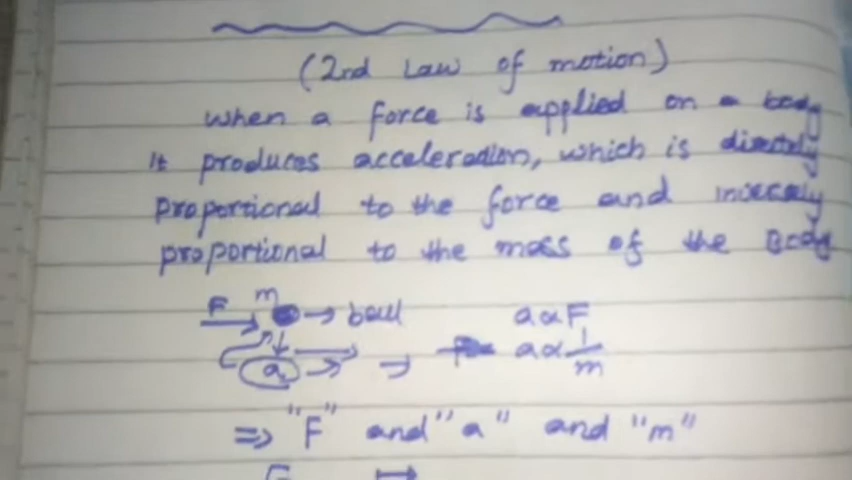 (2nd Law of motion)
when a force is applied on a body
it produces acceleration, which is directly
proportional to the force and inversely
proportional to the mass of the Body
F m → ball a α F
a → → a α 1/m
⇒ "F" and "a" and "m"